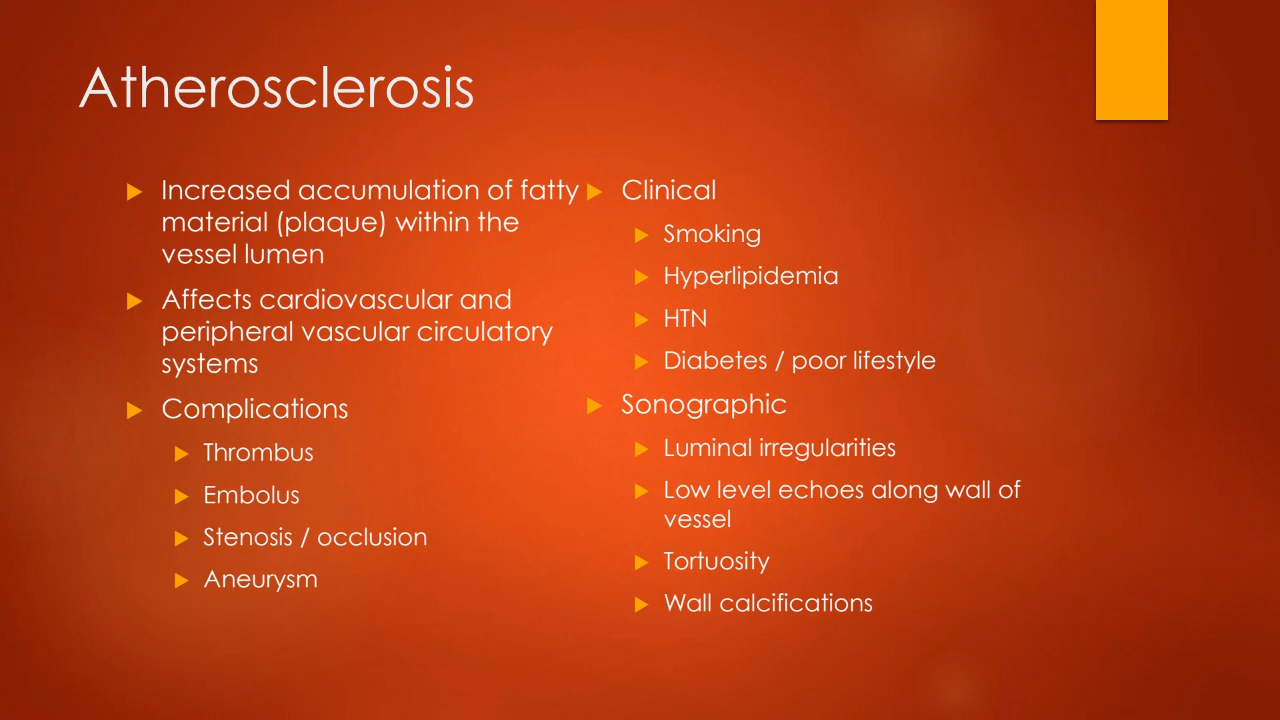 Atherosclerosis
Increased accumulation of fatty
material (plaque) within the
vessel lumen
Affects cardiovascular and
peripheral vascular circulatory
systems
Complications
Thrombus
Embolus
Stenosis / occlusion
Aneurysm
Clinical
Smoking
Hyperlipidemia
HTN
Diabetes / poor lifestyle
Sonographic
Luminal irregularities
Low level echoes along wall of
vessel
Tortuosity
Wall calcifications